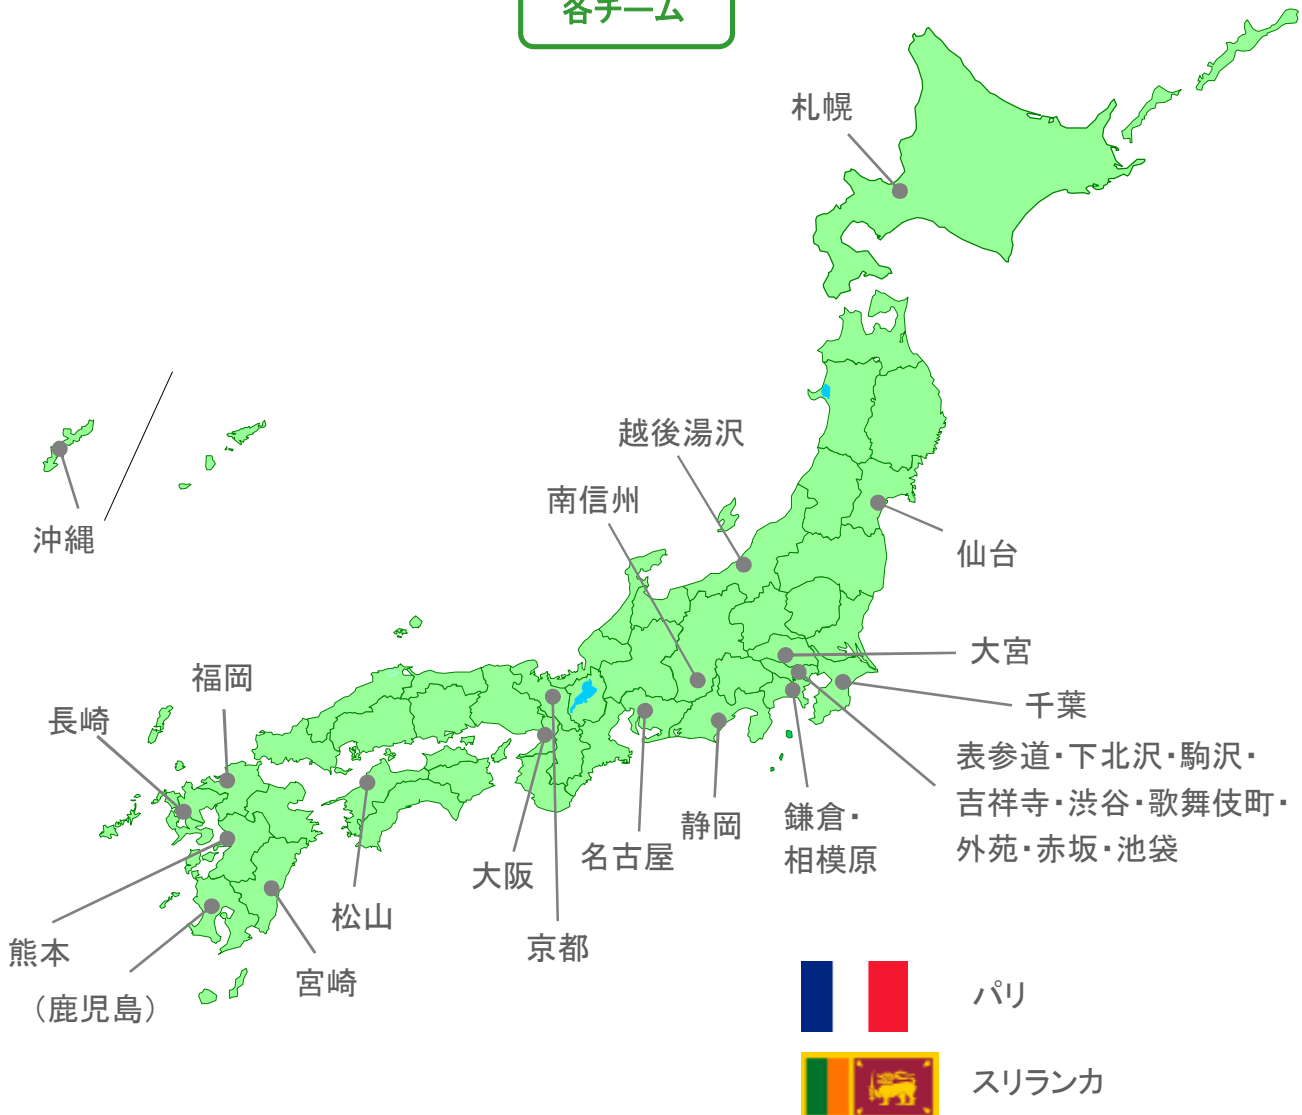 各チーム
札幌
越後湯沢
南信州
沖縄
仙台
大宮
福岡
千葉
長崎
表参道・下北沢・駒沢・
吉祥寺・渋谷・歌舞伎町・
外苑・赤坂・池袋
静岡
鎌倉・
相模原
名古屋
大阪
松山
京都
熊本
宮崎
（鹿児島）
パリ
スリランカ